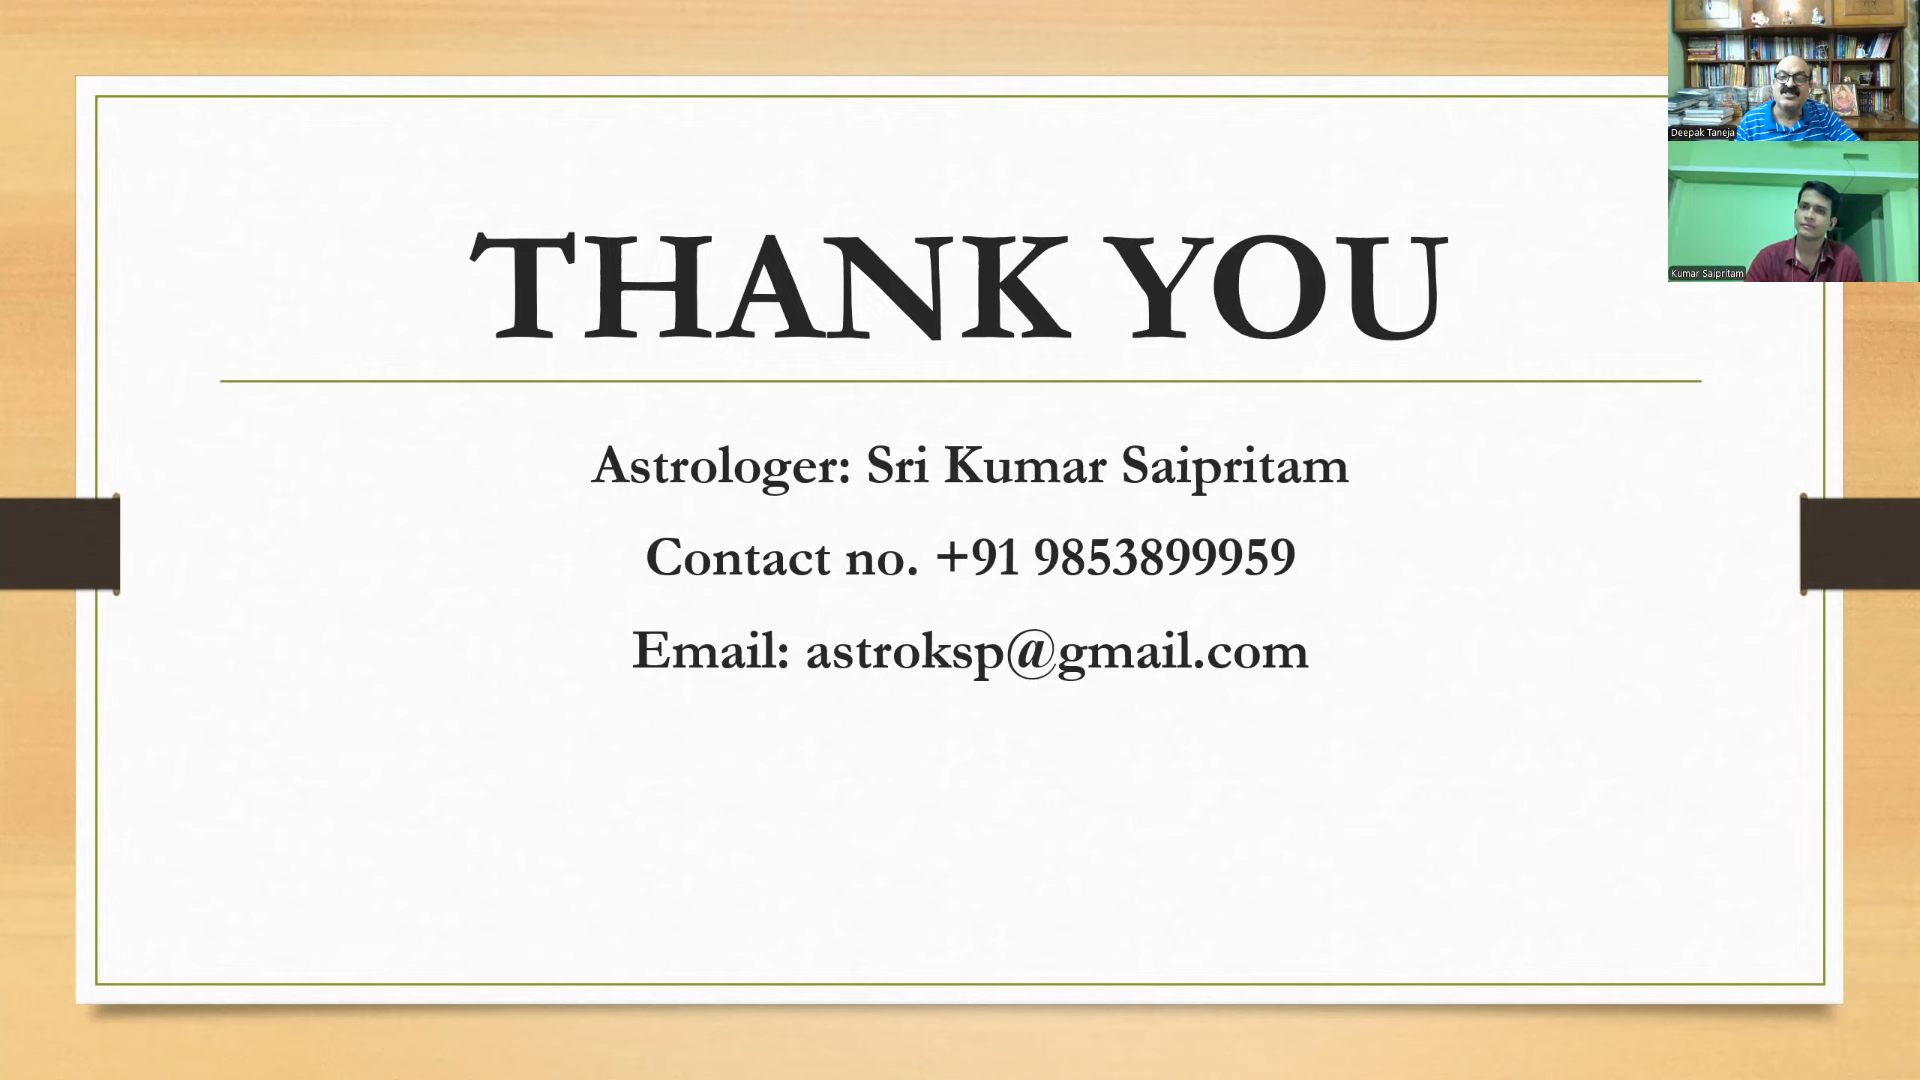 THANK YOU
Astrologer: Sri Kumar Saipritam
Contact no. +91 9853899959
Email: astroksp@gmail.com
Deepak Taneja
Kumar Saipritam